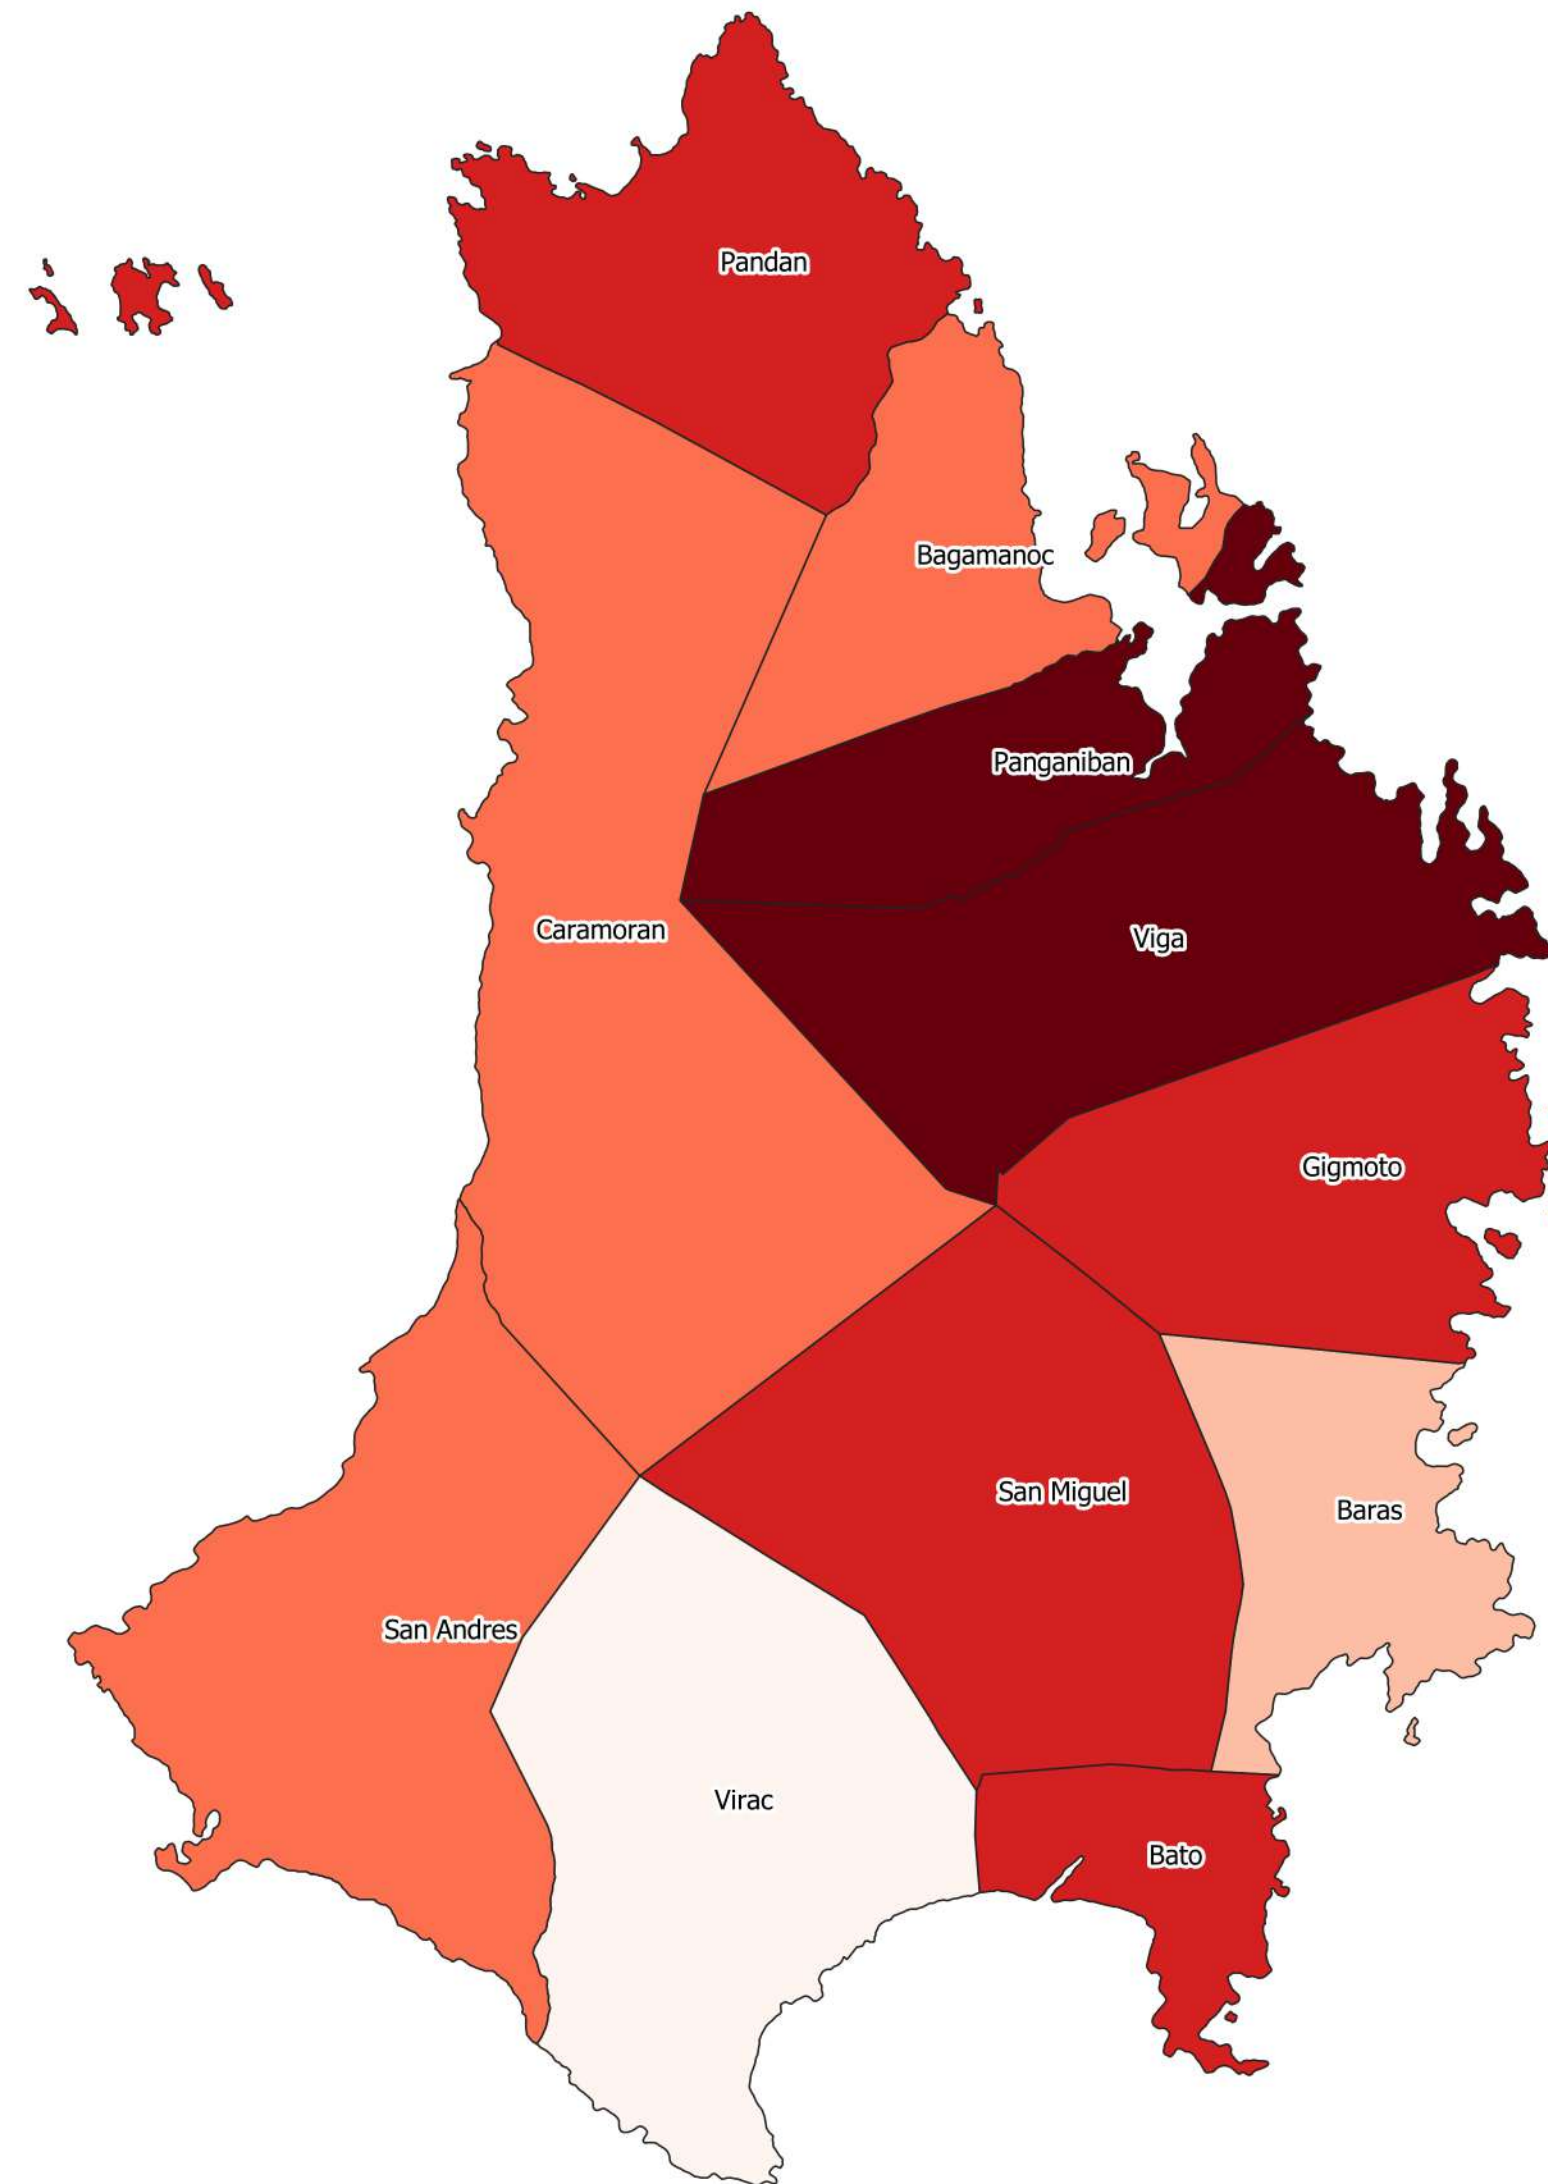 Pandan
Bagamanoc
Panganiban
Caramoran
Viga
Gigmoto
San Miguel
Baras
San Andres
Virac
Bato